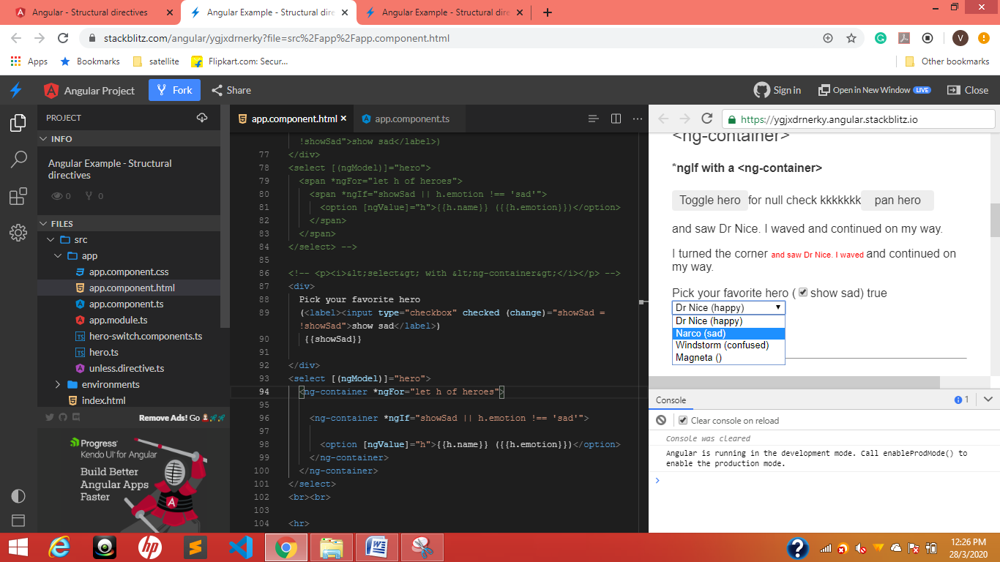 Angular - Structural directives
Angular Example - Structural dire
Angular Example - Structural dire
stackblitz.com/angular/ygjxdrnerky?file=src%2Fapp%2Fapp.component.html
V
Apps
Bookmarks
satellite
Flipkart.com: Secur...
Other bookmarks
Angular Project
Fork
Share
Sign in
Open in New Window LIVE
Close
PROJECT
INFO
Angular Example - Structural
directives
0
0
FILES
src
app
app.component.css
app.component.html
app.component.ts
app.module.ts
TS hero-switch.components.ts
TS hero.ts
unless.directive.ts
environments
index.html
Remove Ads! Go
Progress
Kendo UI for Angular
Build Better
Angular Apps
Faster
app.component.html
app.component.ts
!showSad">show sad</label>)
77 </div>
78 <select [(ngModel)]="hero">
79 <span *ngFor="let h of heroes">
80 <span *ngIf="showSad || h.emotion !== 'sad'">
81 <option [ngValue]="h">{{h.name}} ({{h.emotion}})</option>
82 </span>
83 </span>
84 </select> -->
85
86 <!-- <p><i>&lt;select&gt; with &lt;ng-container&gt;</i></p> -->
87 <div>
88 Pick your favorite hero
89 (<label><input type="checkbox" checked (change)="showSad =
!showSad">show sad</label>)
90 {{showSad}}
91
92 </div>
93 <select [(ngModel)]="hero">
94 <ng-container *ngFor="let h of heroes">
95
96 <ng-container *ngIf="showSad || h.emotion !== 'sad'">
97
98 <option [ngValue]="h">{{h.name}} ({{h.emotion}})</option>
99 </ng-container>
100 </ng-container>
101 </select>
102 <br><br>
103
104 <hr>
https://ygjxdrnerky.angular.stackblitz.io
<ng-container>
*ngIf with a <ng-container>
Toggle hero for null check kkkkkkk pan hero
and saw Dr Nice. I waved and continued on my way.
I turned the corner and saw Dr Nice. I waved and continued on
my way.
Pick your favorite hero ( show sad) true
Dr Nice (happy)
Dr Nice (happy)
Narco (sad)
Windstorm (confused)
Magneta ()
Console
1
Clear console on reload
Console was cleared
Angular is running in the development mode. Call enableProdMode() to
enable the production mode.
12:26 PM
28/3/2020